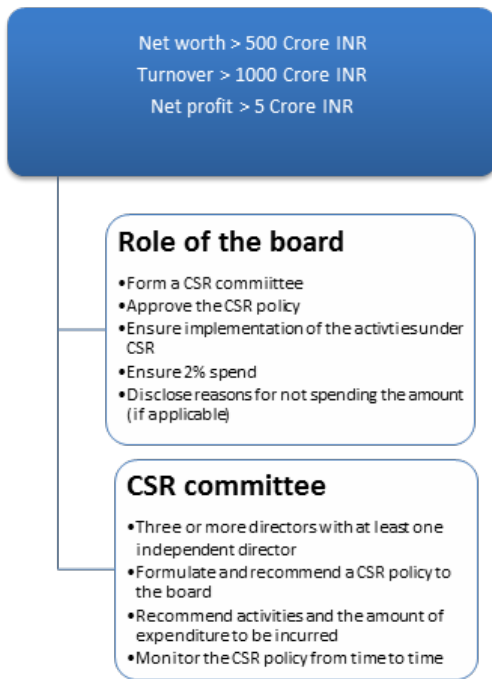 Net worth > 500 Crore INR
Turnover > 1000 Crore INR
Net profit > 5 Crore INR
Role of the board
•Form a CSR commiittee
•Approve the CSR policy
•Ensure implementation of the activties under
CSR
•Ensure 2% spend
•Disclose reasons for not spending the amount
(if applicable)
CSR committee
•Three or more directors with at least one
independent director
•Formulate and recommend a CSR policy to
the board
•Recommend activities and the amount of
expenditure to be incurred
•Monitor the CSR policy from time to time